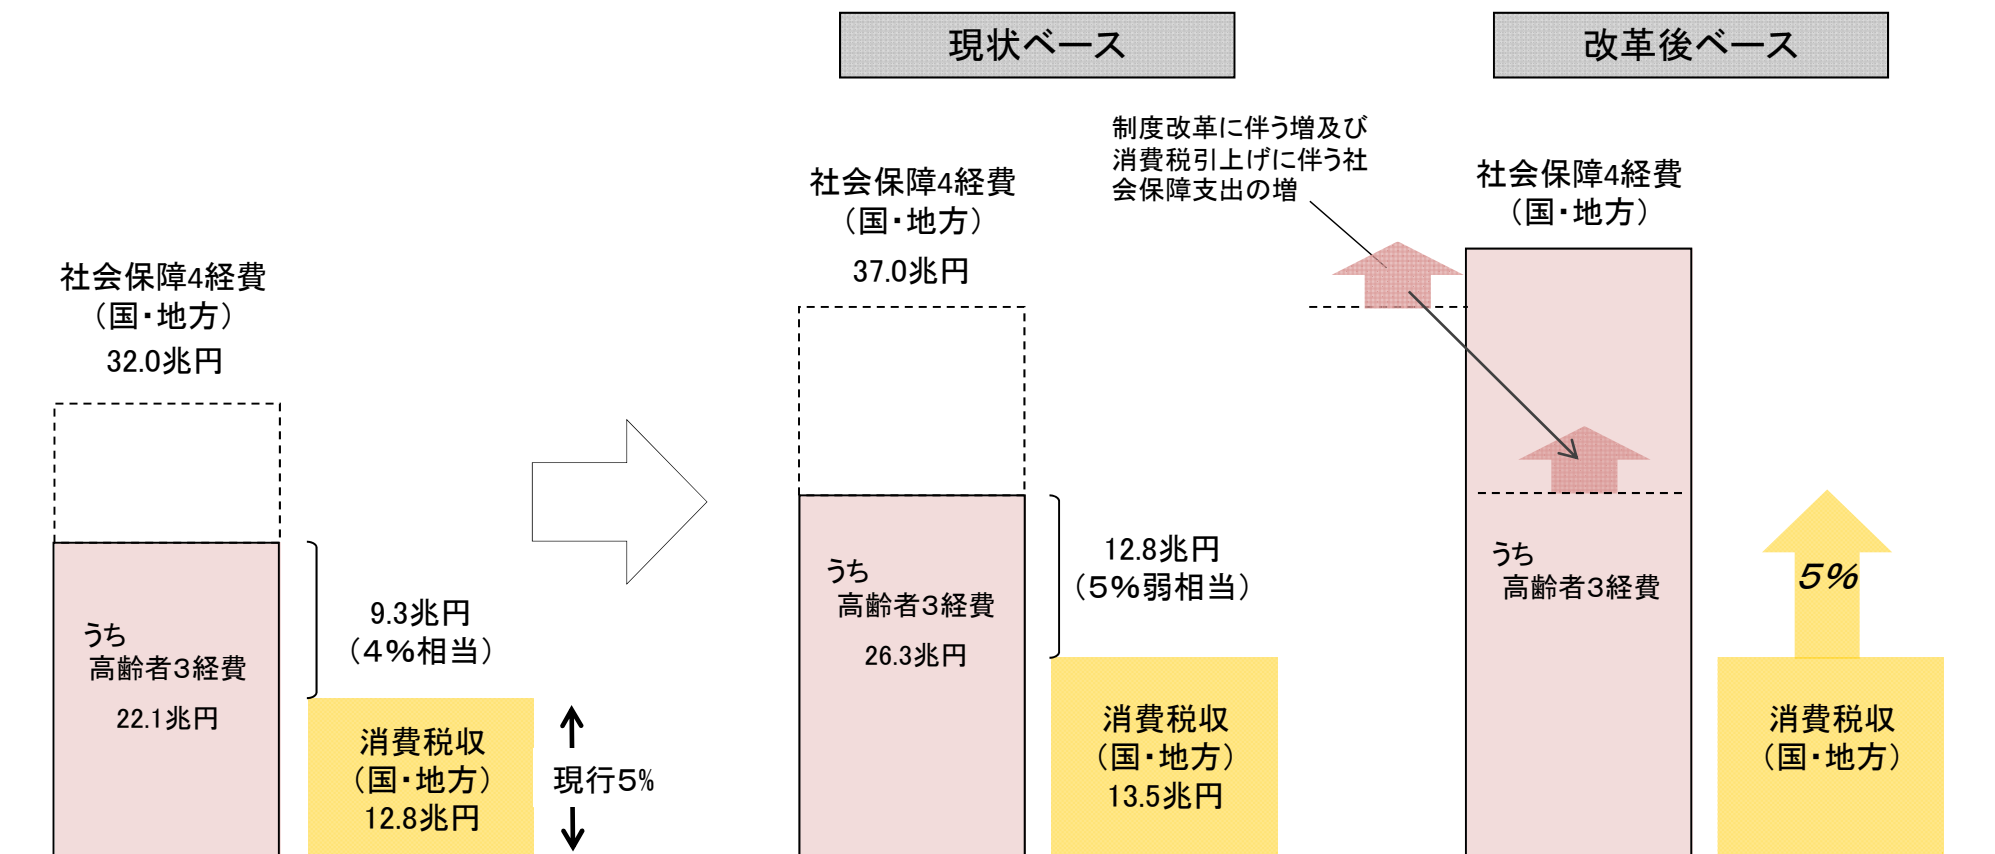 現状ベース
改革後ベース
制度改革に伴う増及び
消費税引上げに伴う社
会保障支出の増
社会保障4経費
（国・地方）
32.0兆円
うち
高齢者３経費
22.1兆円
9.3兆円
（４％相当）
消費税収
（国・地方）
12.8兆円
現行５%
社会保障4経費
（国・地方）
37.0兆円
うち
高齢者３経費
26.3兆円
12.8兆円
（５％弱相当）
消費税収
（国・地方）
13.5兆円
社会保障4経費
（国・地方）
うち
高齢者３経費
５％
消費税収
（国・地方）